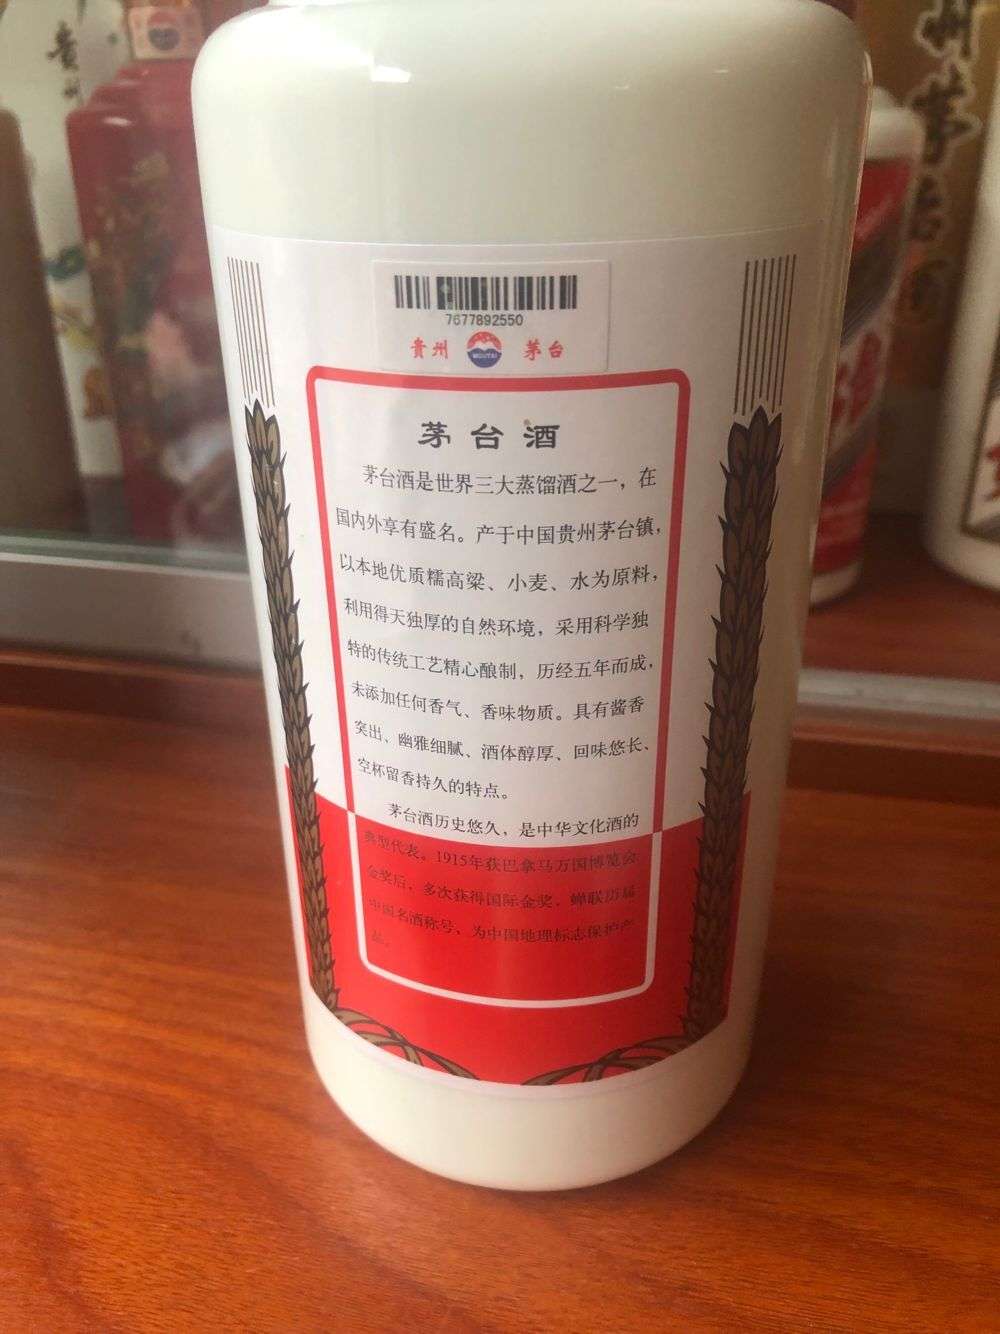 7677892550
贵州 MOUTAI 茅台
茅台酒
茅台酒是世界三大蒸馏酒之一，在
国内外享有盛名。产于中国贵州茅台镇，
以本地优质糯高粱、小麦、水为原料，
利用得天独厚的自然环境，采用科学独
特的传统工艺精心酿制，历经五年而成，
未添加任何香气、香味物质。具有酱香
突出、幽雅细腻、酒体醇厚、回味悠长、
空杯留香持久的特点。
茅台酒历史悠久，是中华文化酒的
典型代表。1915年获巴拿马万国博览会
金奖后，多次获得国际金奖，蝉联历届
中国名酒称号，为中国地理标志保护产
品。
州茅台酒
贵